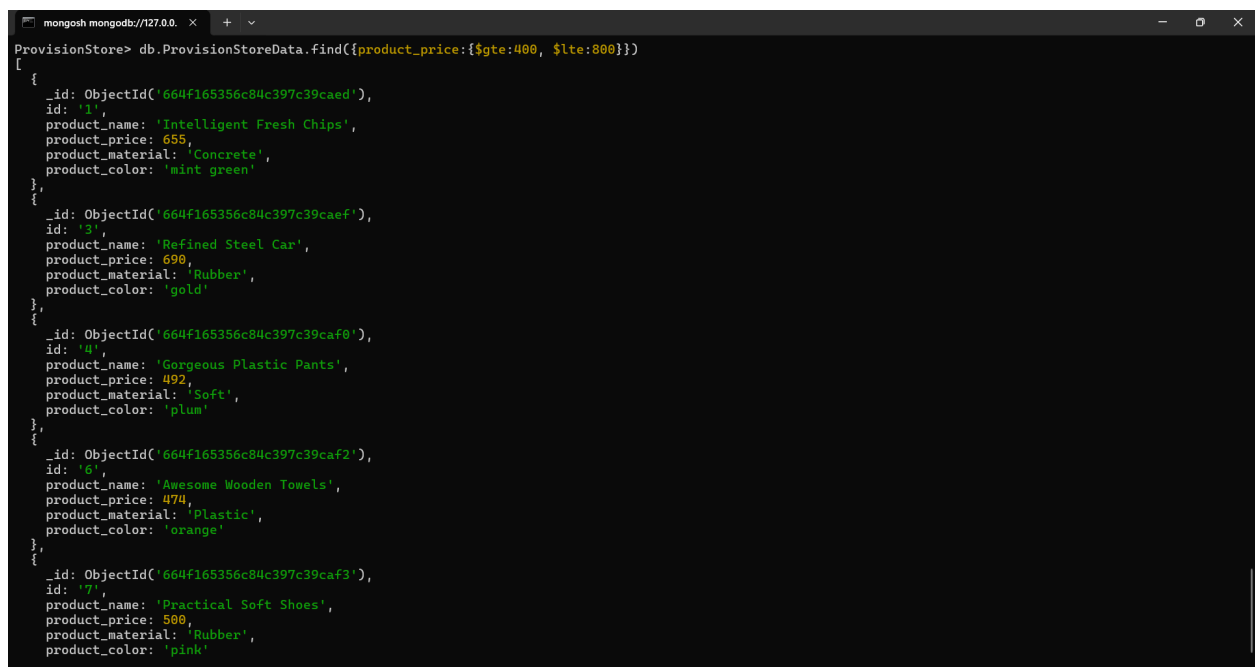 mongosh mongodb://127.0.0.
ProvisionStore> db.ProvisionStoreData.find({product_price:{$gte:400, $lte:800}})
[
  {
    _id: ObjectId('664f165356c84c397c39caed'),
    id: '1',
    product_name: 'Intelligent Fresh Chips',
    product_price: 655,
    product_material: 'Concrete',
    product_color: 'mint green'
  },
  {
    _id: ObjectId('664f165356c84c397c39caef'),
    id: '3',
    product_name: 'Refined Steel Car',
    product_price: 690,
    product_material: 'Rubber',
    product_color: 'gold'
  },
  {
    _id: ObjectId('664f165356c84c397c39caf0'),
    id: '4',
    product_name: 'Gorgeous Plastic Pants',
    product_price: 492,
    product_material: 'Soft',
    product_color: 'plum'
  },
  {
    _id: ObjectId('664f165356c84c397c39caf2'),
    id: '6',
    product_name: 'Awesome Wooden Towels',
    product_price: 474,
    product_material: 'Plastic',
    product_color: 'orange'
  },
  {
    _id: ObjectId('664f165356c84c397c39caf3'),
    id: '7',
    product_name: 'Practical Soft Shoes',
    product_price: 500,
    product_material: 'Rubber',
    product_color: 'pink'